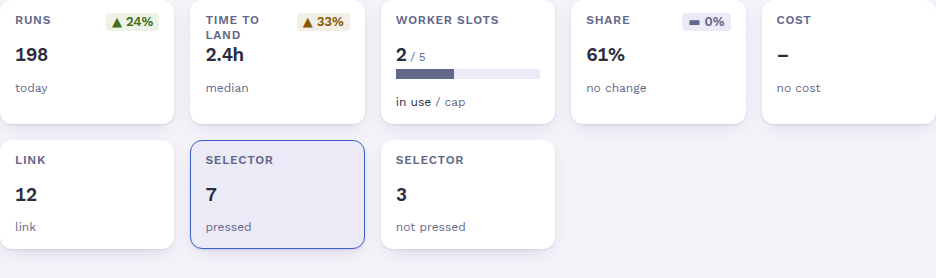 RUNS ▲ 24%
198
today
TIME TO LAND ▲ 33%
2.4h
median
WORKER SLOTS
2 / 5
in use / cap
SHARE ▬ 0%
61%
no change
COST
–
no cost
LINK
12
link
SELECTOR
7
pressed
SELECTOR
3
not pressed